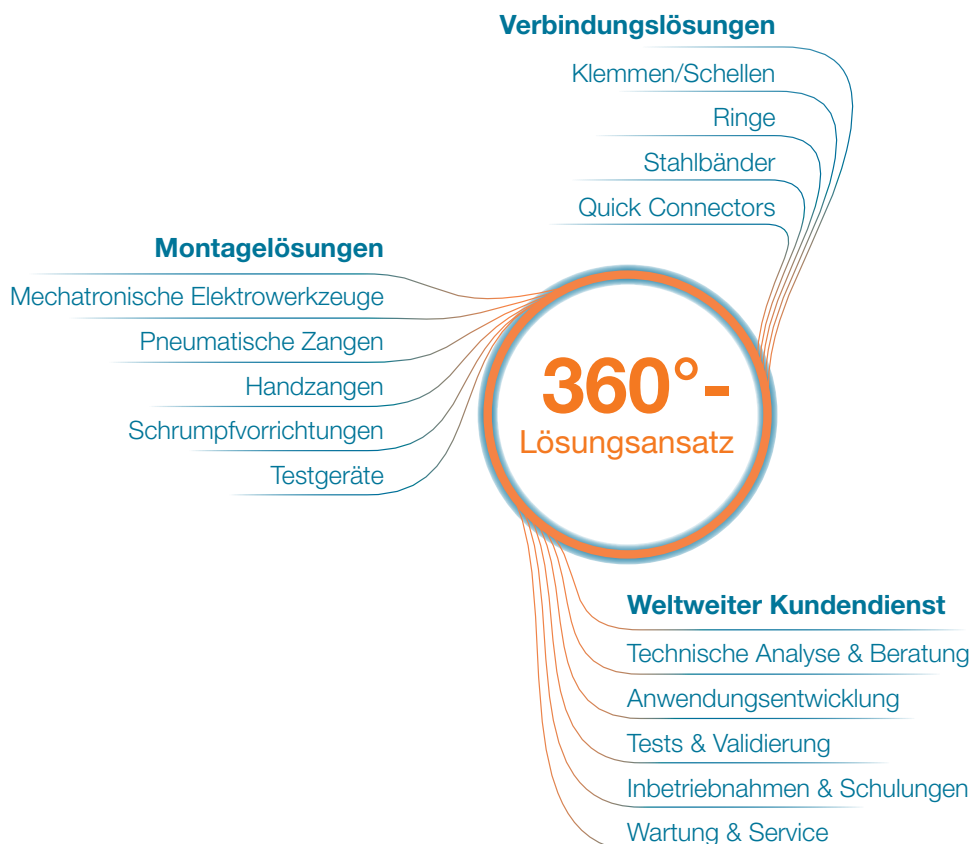 Verbindungslösungen
Klemmen/Schellen
Ringe
Stahlbänder
Quick Connectors
Montagelösungen
Mechatronische Elektrowerkzeuge
Pneumatische Zangen
Handzangen
Schrumpfvorrichtungen
Testgeräte
360°-
Lösungsansatz
Weltweiter Kundendienst
Technische Analyse & Beratung
Anwendungsentwicklung
Tests & Validierung
Inbetriebnahmen & Schulungen
Wartung & Service